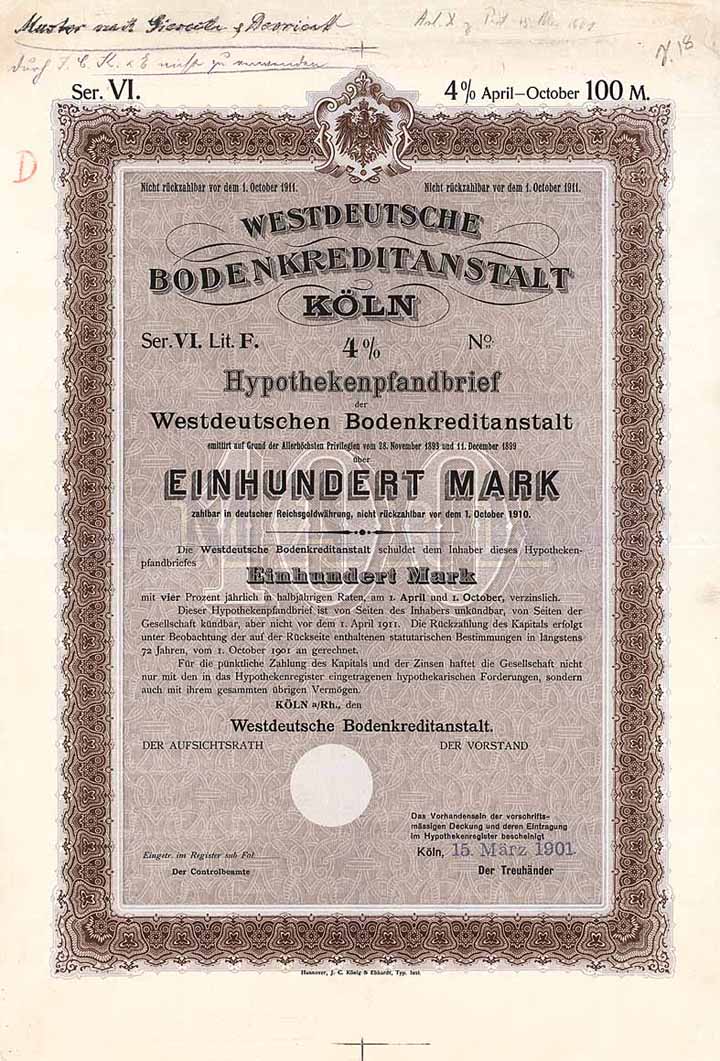 Muster nach Giesecke & Devrient
durch nicht zu verwenden
Ser. VI.
4% April—October 100 M.
D
Nicht rückzahlbar vor dem 1. October 1911.
Nicht rückzahlbar vor dem 1. October 1911.
WESTDEUTSCHE
BODENKREDITANSTALT
KÖLN
Ser. VI. Lit. F.
4%
No.
Hypothekenpfandbrief
der
Westdeutschen Bodenkreditanstalt
emittirt auf Grund der Allerhöchsten Privilegien vom 28. November 1893 und 11. December 1899
über
EINHUNDERT MARK
zahlbar in deutscher Reichsgoldwährung, nicht rückzahlbar vor dem 1. October 1910.
100
Die Westdeutsche Bodenkreditanstalt schuldet dem Inhaber dieses Hypotheken-
pfandbriefes
Einhundert Mark
mit vier Prozent jährlich in halbjährigen Raten, am 1. April und 1. October, verzinslich.
Dieser Hypothekenpfandbrief ist von Seiten des Inhabers unkündbar, von Seiten der
Gesellschaft kündbar, aber nicht vor dem 1. April 1911. Die Rückzahlung des Kapitals erfolgt
unter Beobachtung der auf der Rückseite enthaltenen statutarischen Bestimmungen in längstens
72 Jahren, vom 1. October 1901 an gerechnet.
Für die pünktliche Zahlung des Kapitals und der Zinsen haftet die Gesellschaft nicht
nur mit den in das Hypothekenregister eingetragenen hypothekarischen Forderungen, sondern
auch mit ihrem gesammten übrigen Vermögen.
KÖLN a/Rh., den
Westdeutsche Bodenkreditanstalt.
DER AUFSICHTSRATH
DER VORSTAND
Das Vorhandensein der vorschrifts-
mässigen Deckung und deren Eintragung
im Hypothekenregister bescheinigt
Köln, 15. März 1901.
Der Treuhänder
Eingetr. im Register sub Fol.
Der Controlbeamte
Hannover, J. C. König & Ebhardt, Typ. Inst.